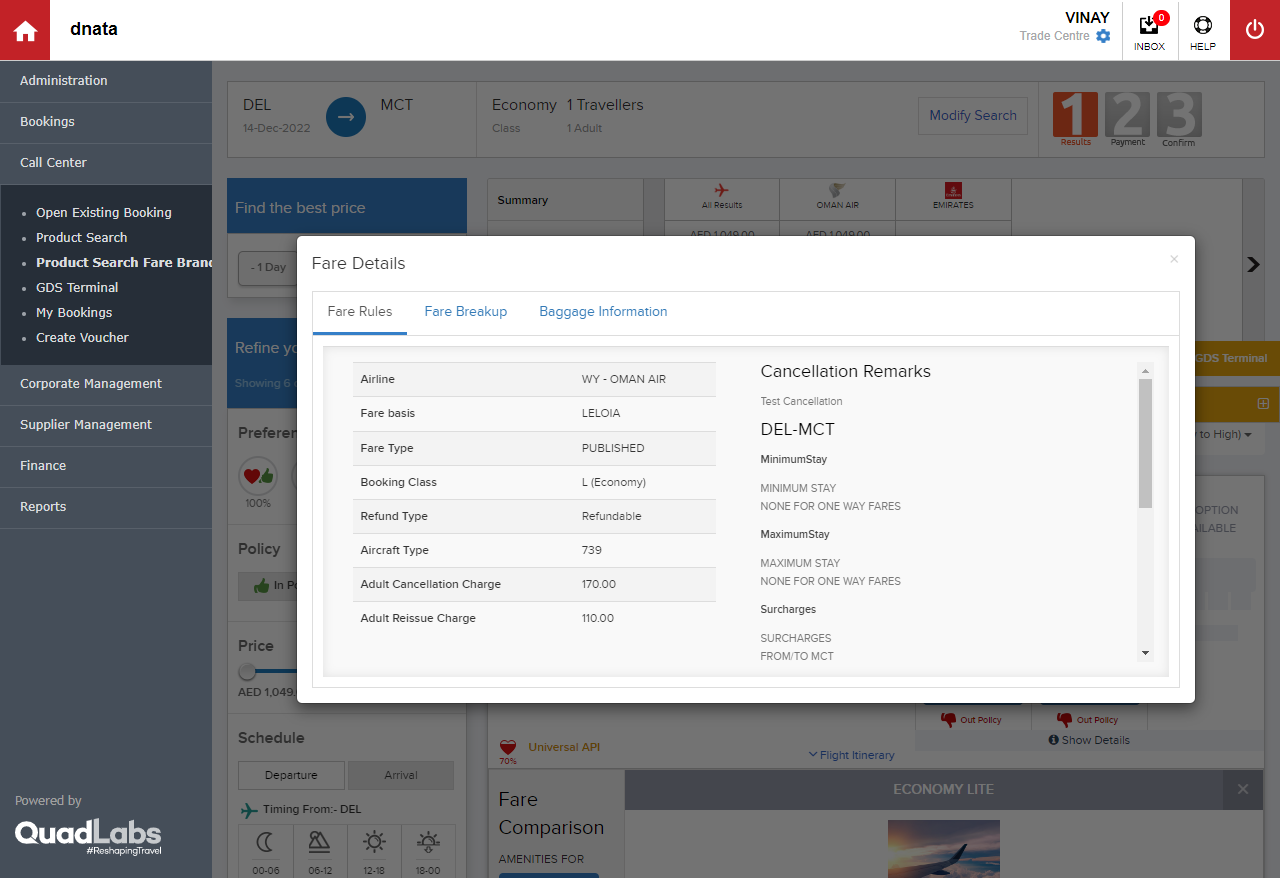 dnata
VINAY
Trade Centre
0
INBOX
HELP
Administration
Bookings
Call Center
Open Existing Booking
Product Search
Product Search Fare Bran
GDS Terminal
My Bookings
Create Voucher
Corporate Management
Supplier Management
Finance
Reports
Powered by
QuadLabs
#ReshapingTravel
DEL
MCT
14-Dec-2022
Economy
1 Travellers
Class
1 Adult
Modify Search
1 2 3
Results
Payment
Confirm
Find the best price
- 1 Day
Summary
All Results
OMAN AIR
EMIRATES
AED 1,049.00
AED 1,049.00
Refine yo
Showing 6
Preferen
100%
Policy
In Po
Price
AED 1,049.
Schedule
Departure
Arrival
Timing From:- DEL
00-06
06-12
12-18
18-00
GDS Terminal
to High)
OPTION
Fare Details
×
Fare Rules
Fare Breakup
Baggage Information
Airline WY - OMAN AIR
Fare basis LELOIA
Fare Type PUBLISHED
Booking Class L (Economy)
Refund Type Refundable
Aircraft Type 739
Adult Cancellation Charge 170.00
Adult Reissue Charge 110.00
Cancellation Remarks
Test Cancellation
DEL-MCT
MinimumStay
MINIMUM STAY
NONE FOR ONE WAY FARES
MaximumStay
MAXIMUM STAY
NONE FOR ONE WAY FARES
Surcharges
SURCHARGES
FROM/TO MCT
Out Policy
Out Policy
Show Details
70%
Universal API
Flight Itinerary
Fare
Comparison
AMENITIES FOR
ECONOMY LITE
×